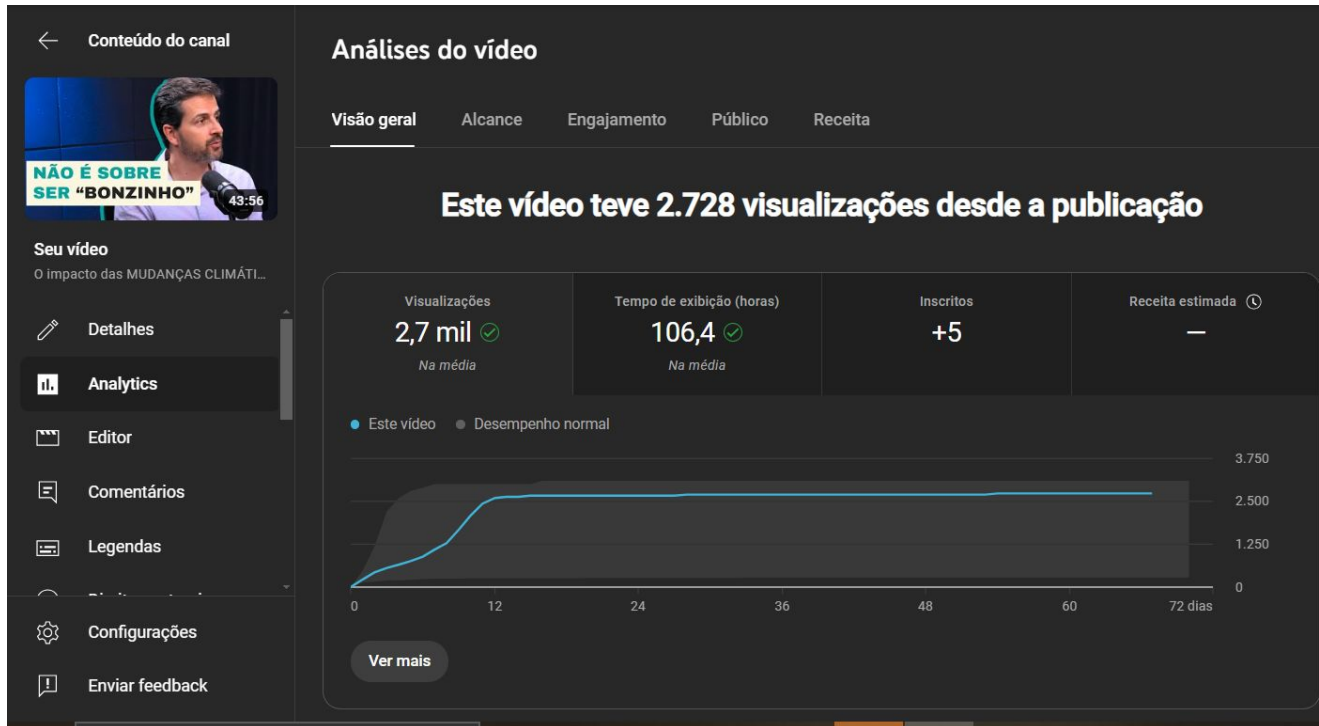 Conteúdo do canal
NÃO É SOBRE
SER “BONZINHO”
43:56
Seu vídeo
O impacto das MUDANÇAS CLIMÁTI...
Detalhes
Analytics
Editor
Comentários
Legendas
Configurações
Enviar feedback
Análises do vídeo
Visão geral Alcance Engajamento Público Receita
Este vídeo teve 2.728 visualizações desde a publicação
Visualizações Tempo de exibição (horas) Inscritos Receita estimada
2,7 mil 106,4 +5 —
Na média Na média
Este vídeo Desempenho normal
3.750
2.500
1.250
0
0 12 24 36 48 60 72 dias
Ver mais